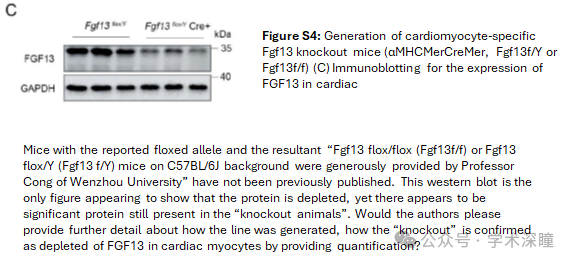 C
Fgf13 flox/Y Fgf13 flox/Y Cre+
kDa
FGF13
35
40
GAPDH
Figure S4: Generation of cardiomyocyte-specific
Fgf13 knockout mice (αMHCMerCreMer, Fgf13f/Y or
Fgf13f/f) (C) Immunoblotting for the expression of
FGF13 in cardiac
Mice with the reported floxed allele and the resultant “Fgf13 flox/flox (Fgf13f/f) or Fgf13
flox/Y (Fgf13 f/Y) mice on C57BL/6J background were generously provided by Professor
Cong of Wenzhou University” have not been previously published. This western blot is the
only figure appearing to show that the protein is depleted, yet there appears to be
significant protein still present in the “knockout animals”. Would the authors please
provide further detail about how the line was generated, how the “knockout” is confirmed
as depleted of FGF13 in cardiac myocytes by providing quantification?
公众号 · 学术深瞳